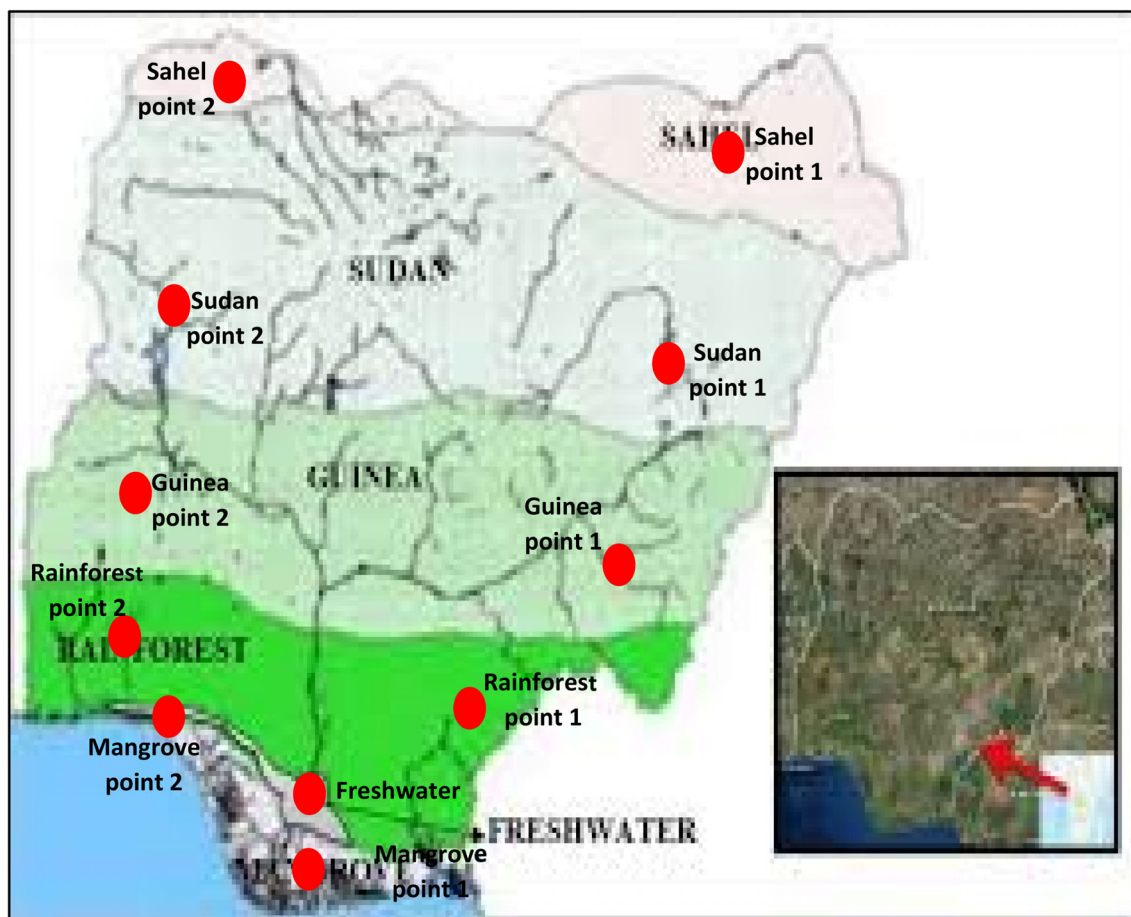 Sahel
point 2
SAHEL
Sahel
point 1
SUDAN
Sudan
point 2
Sudan
point 1
GUINEA
Guinea
point 2
Guinea
point 1
Rainforest
point 2
RAINFOREST
Rainforest
point 1
Mangrove
point 2
Freshwater
FRESHWATER
Mangrove
point 1